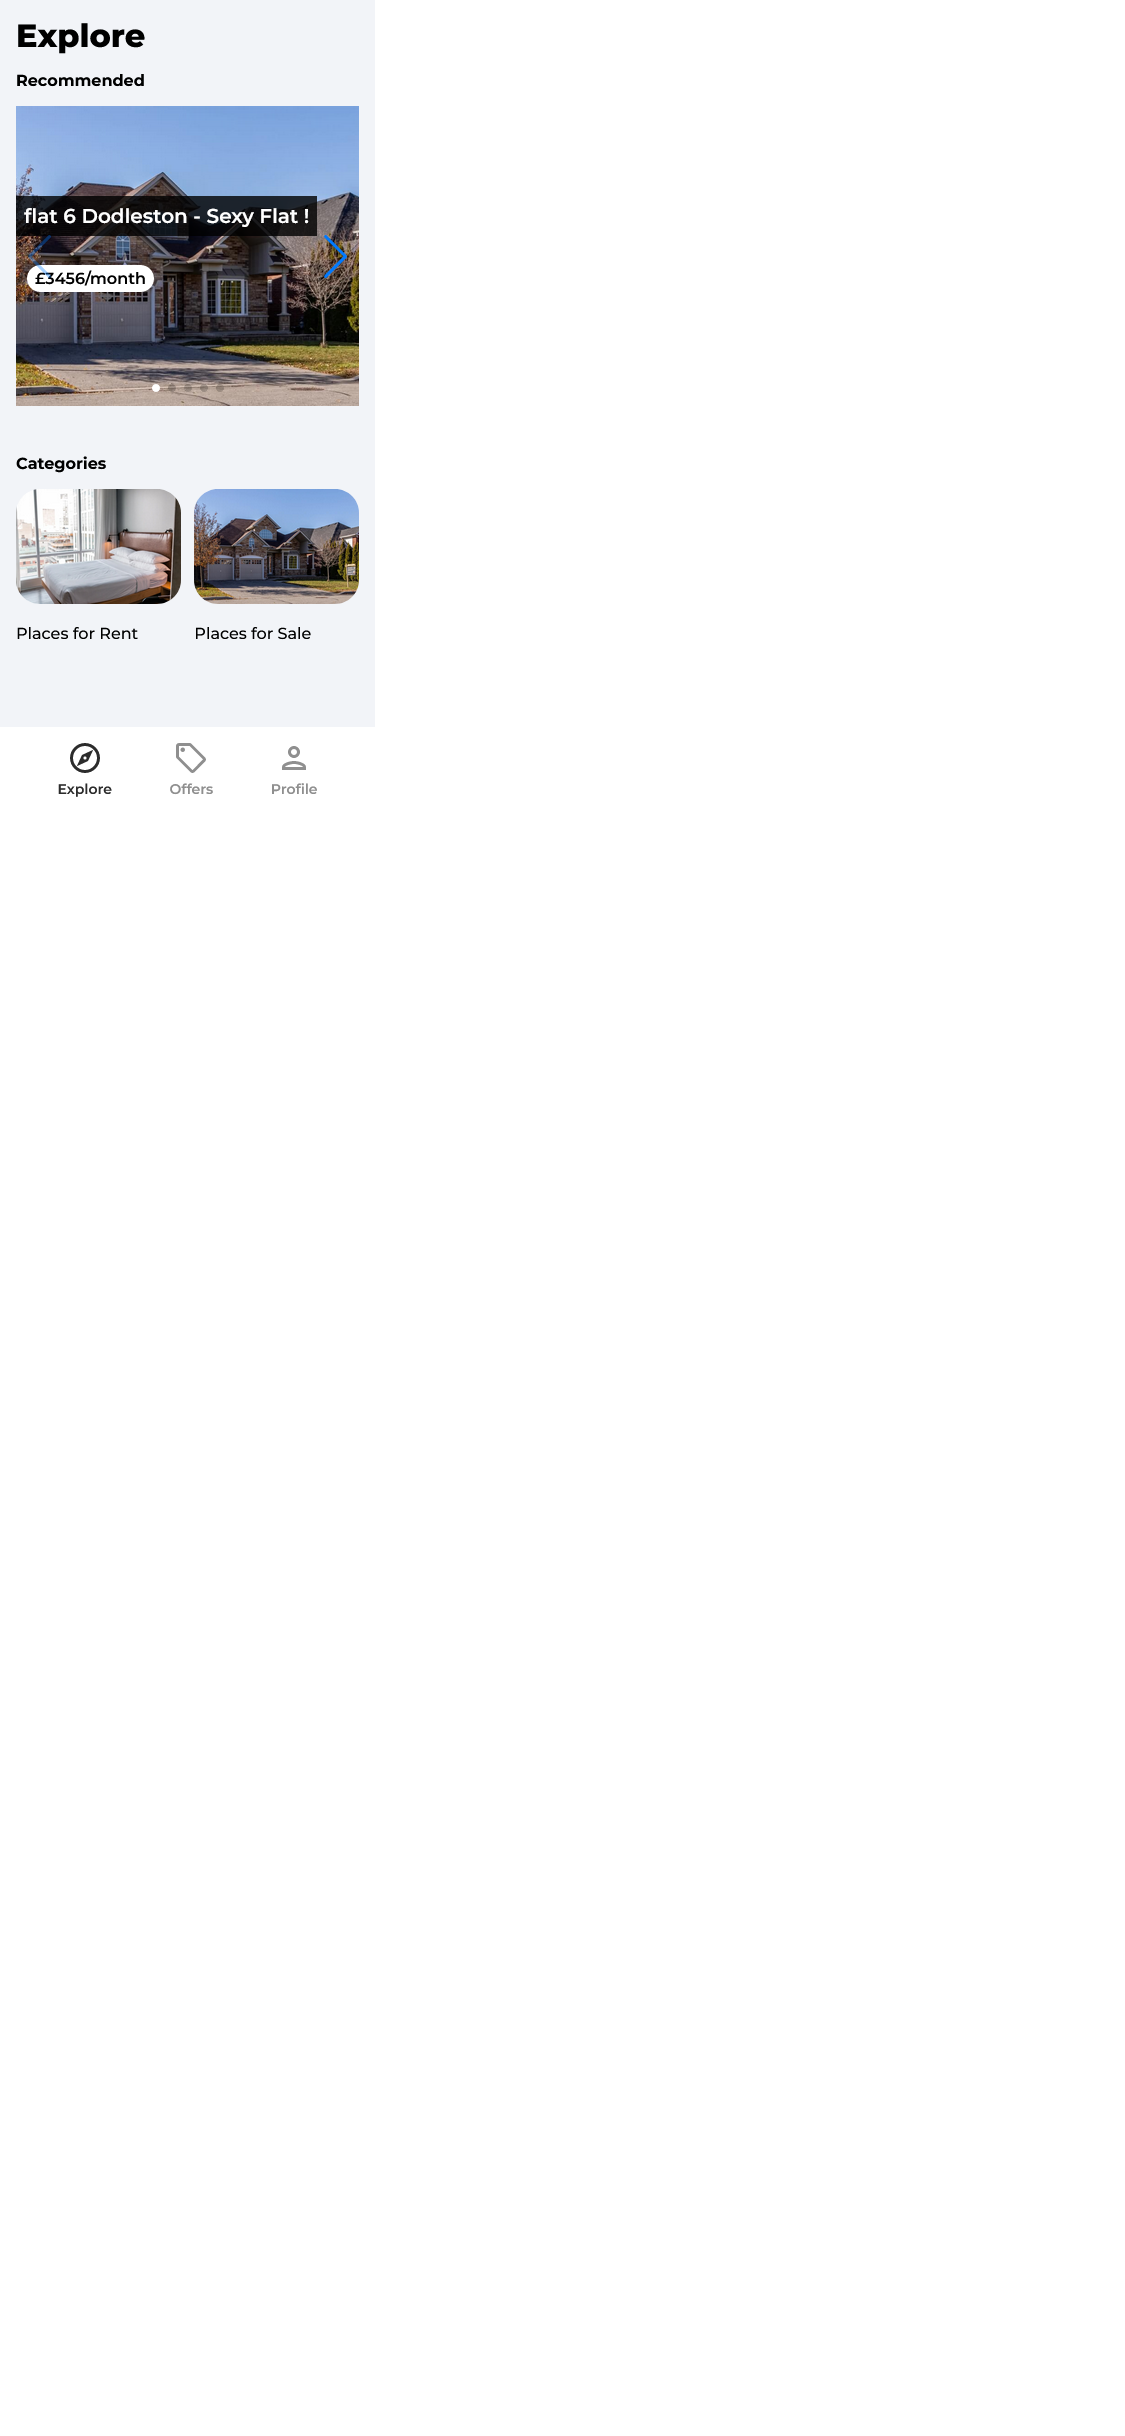 Explore
Recommended
flat 6 Dodleston - Sexy Flat !
£3456/month
Categories
Places for Rent
Places for Sale
Explore
Offers
Profile